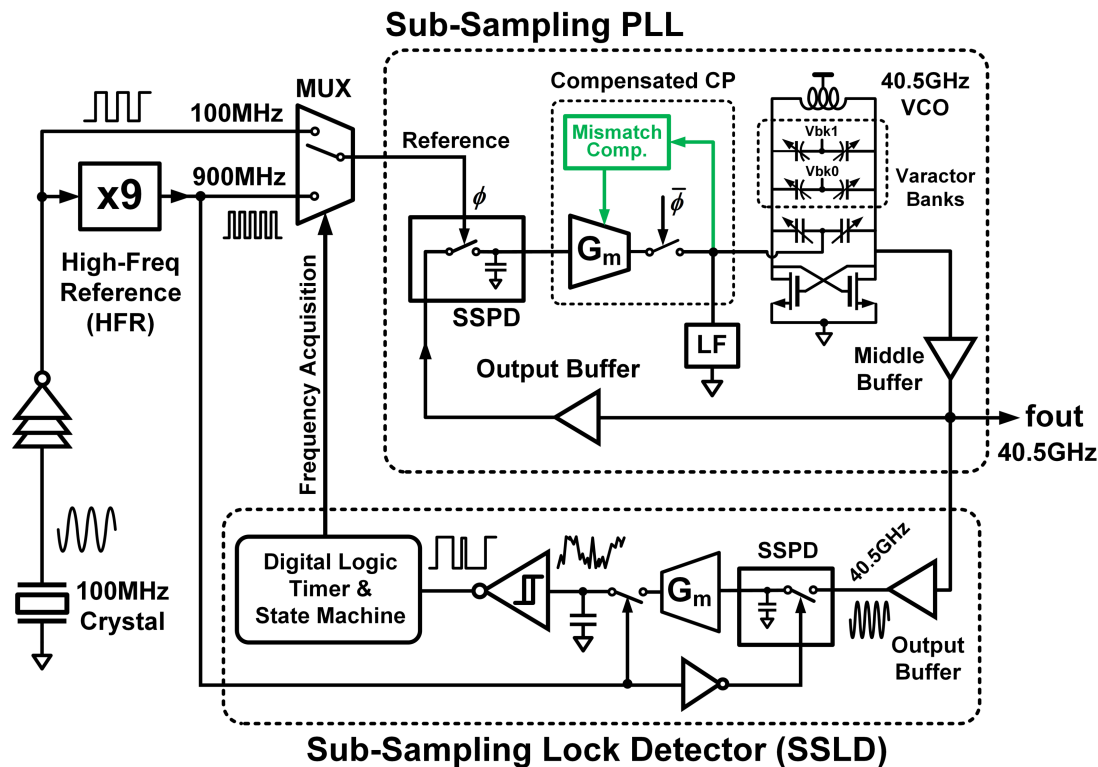 Sub-Sampling PLL
MUX
100MHz
900MHz
x9
High-Freq
Reference
(HFR)
Reference
ϕ
SSPD
Compensated CP
Mismatch
Comp.
Gm
ϕ̅
LF
40.5GHz
VCO
Vbk1
Vbk0
Varactor
Banks
Middle
Buffer
Output Buffer
fout
40.5GHz
Frequency Acquisition
100MHz
Crystal
Digital Logic
Timer &
State Machine
Gm
SSPD
40.5GHz
Output
Buffer
Sub-Sampling Lock Detector (SSLD)